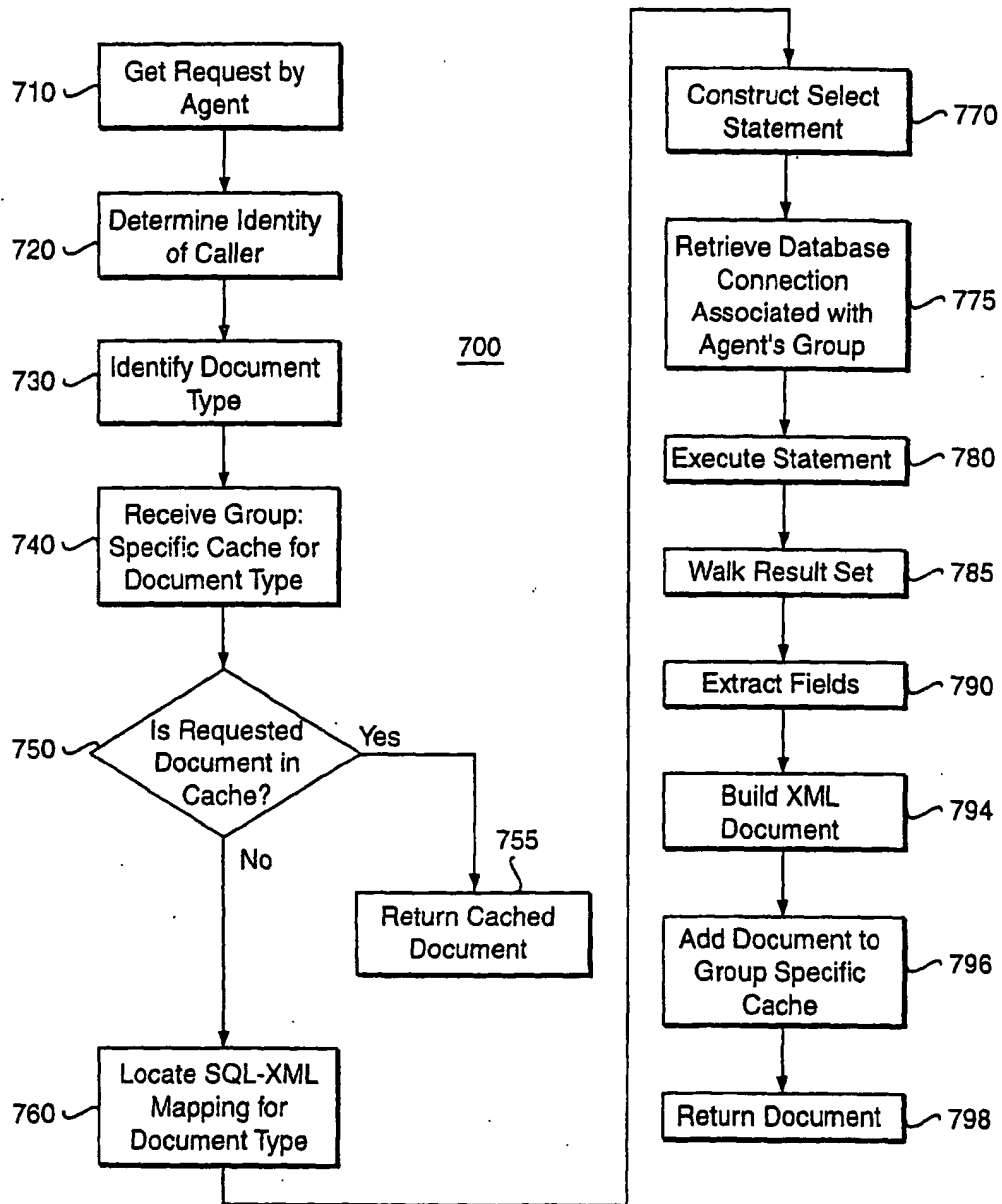 710
Get Request by
Agent
720
Determine Identity
of Caller
730
Identify Document
Type
700
740
Receive Group:
Specific Cache for
Document Type
750
Is Requested
Document in
Cache?
Yes
No
755
Return Cached
Document
760
Locate SQL-XML
Mapping for
Document Type
Construct Select
Statement
770
Retrieve Database
Connection
Associated with
Agent's Group
775
Execute Statement
780
Walk Result Set
785
Extract Fields
790
Build XML
Document
794
Add Document to
Group Specific
Cache
796
Return Document
798